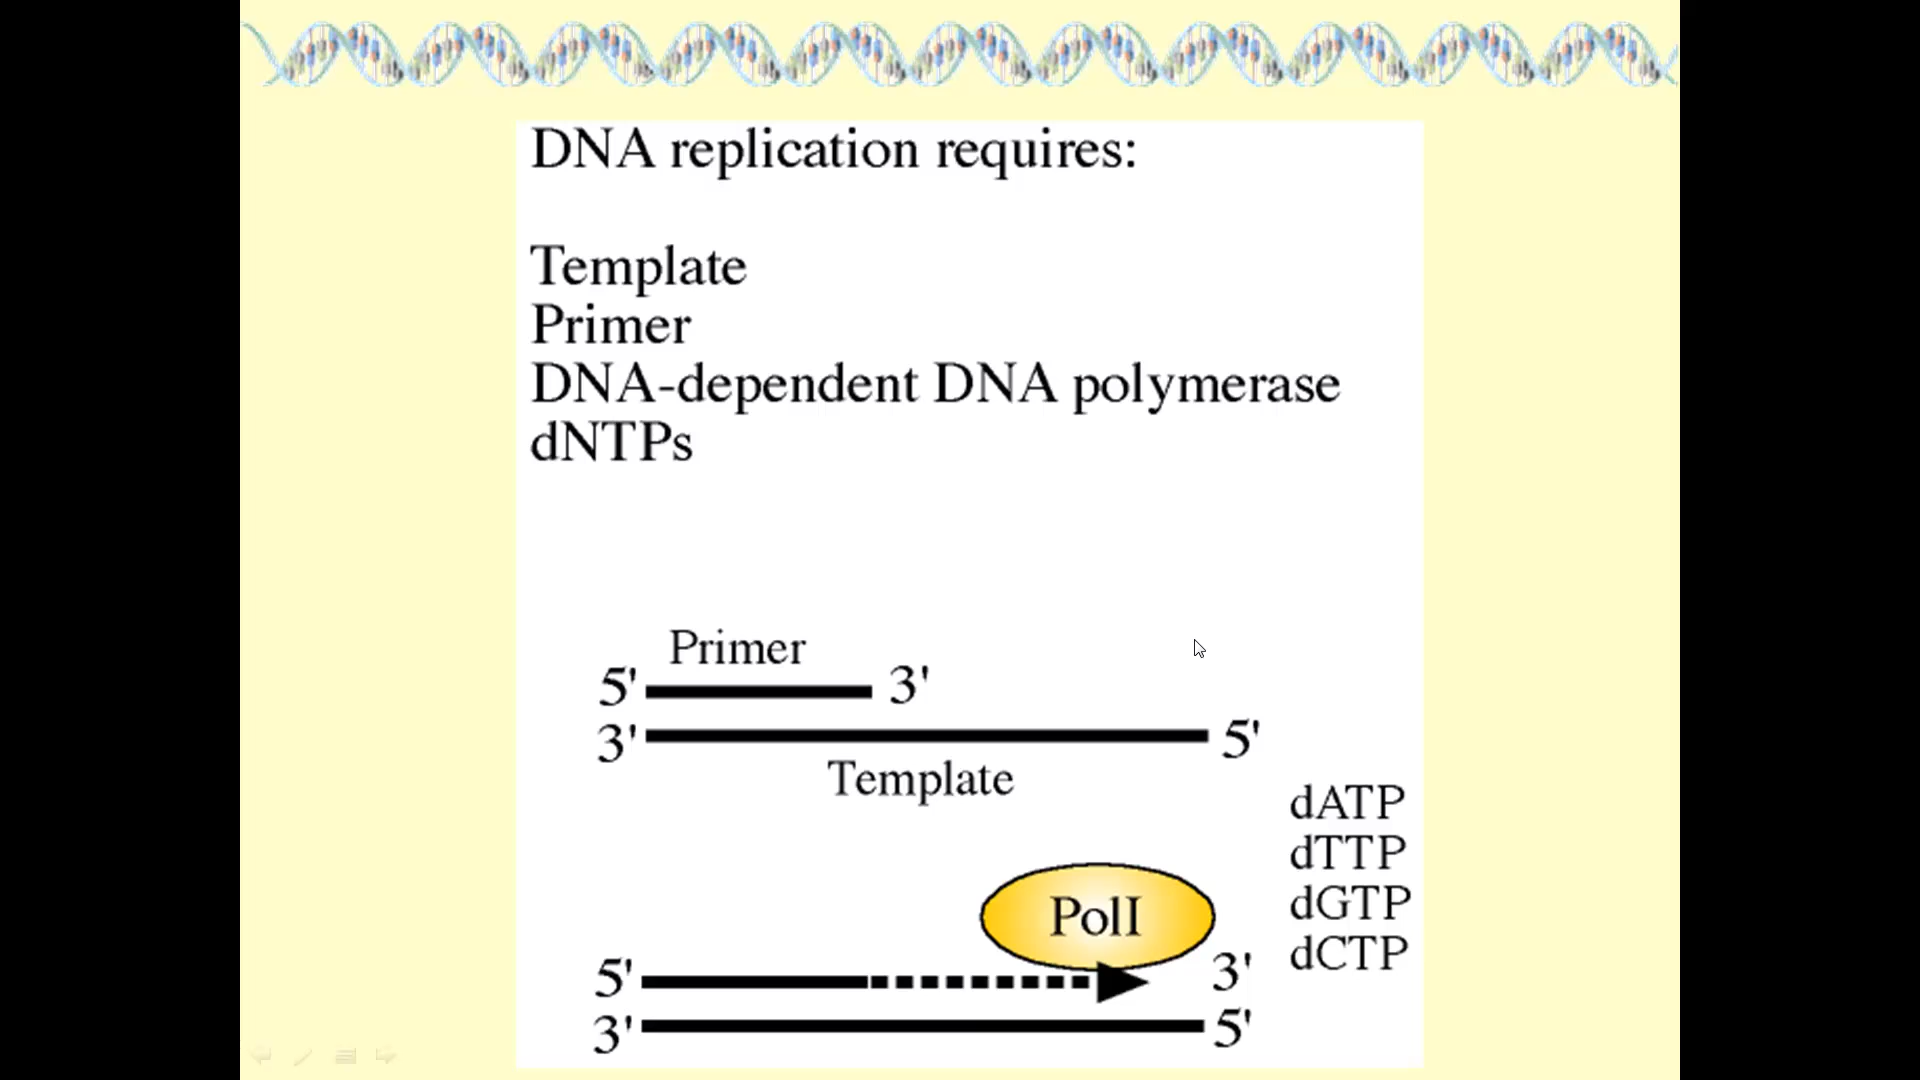 DNA replication requires:
Template
Primer
DNA-dependent DNA polymerase
dNTPs
Primer
5' 3'
3' 5'
Template
dATP
dTTP
dGTP
dCTP
PolI
5' 3'
3' 5'